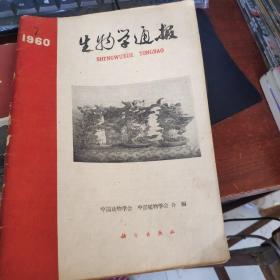 1960
生物学通报
SHENGWUXUE TONGBAO
中国动物学会 中国植物学会 合编
科学出版社